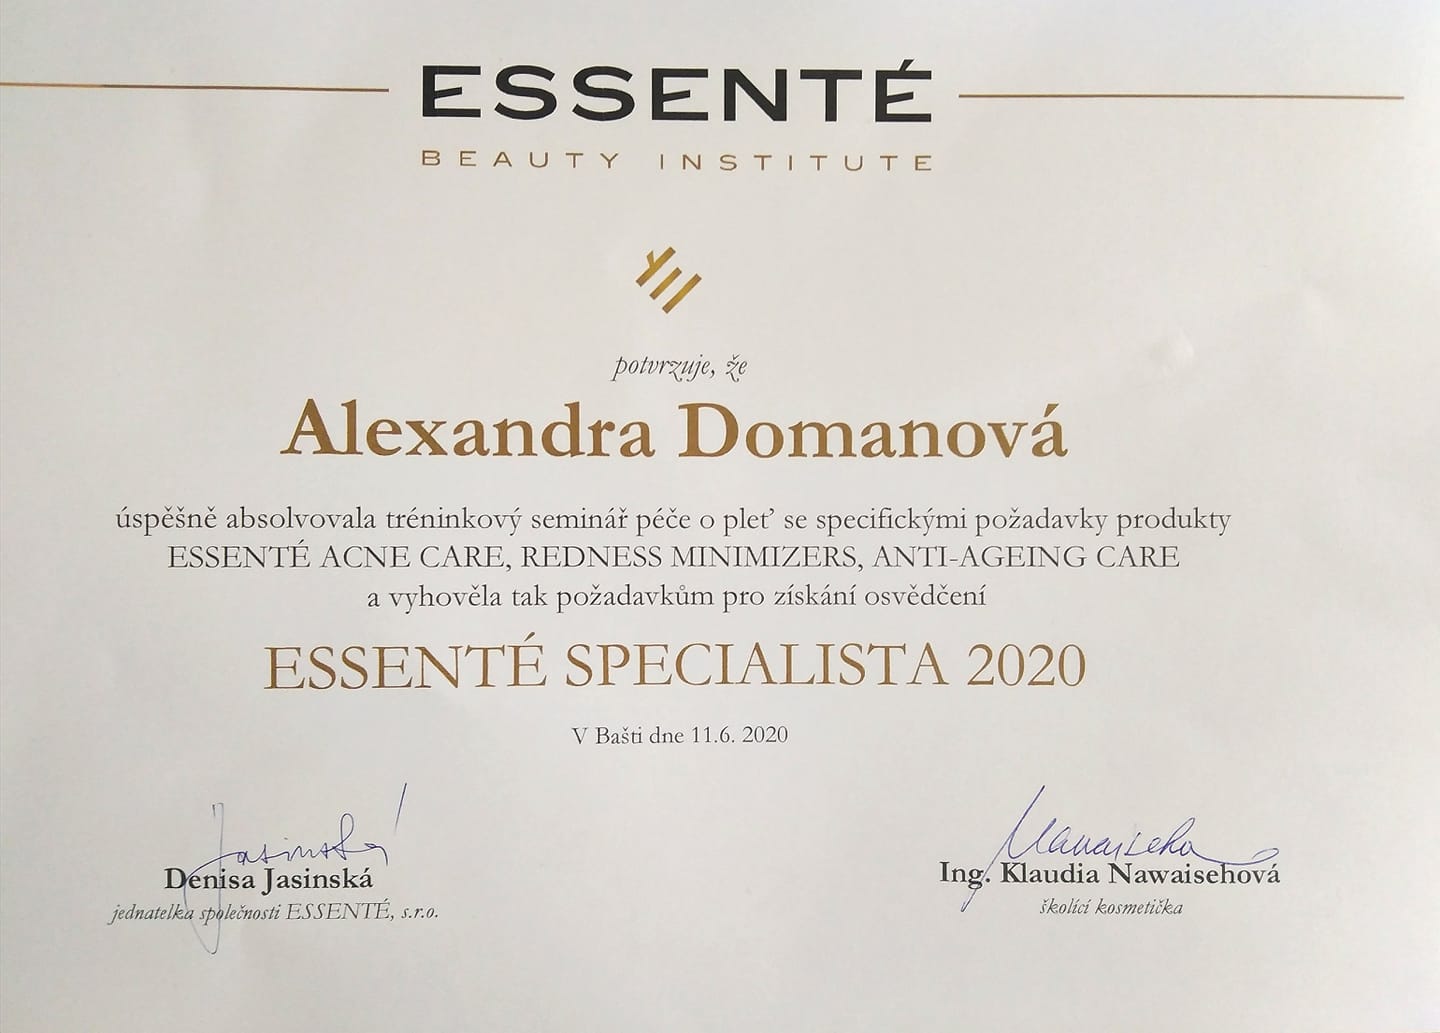 ESSENTÉ
BEAUTY INSTITUTE
potvrzuje, že
Alexandra Domanová
úspěšně absolvovala tréninkový seminář péče o pleť se specifickými požadavky produkty
ESSENTÉ ACNE CARE, REDNESS MINIMIZERS, ANTI-AGEING CARE
a vyhověla tak požadavkům pro získání osvědčení
ESSENTÉ SPECIALISTA 2020
V Bašti dne 11.6. 2020
Jasinská
Denisa Jasinská
jednatelka společnosti ESSENTÉ, s.r.o.
Ing. Klaudia Nawaisehová
školící kosmetička